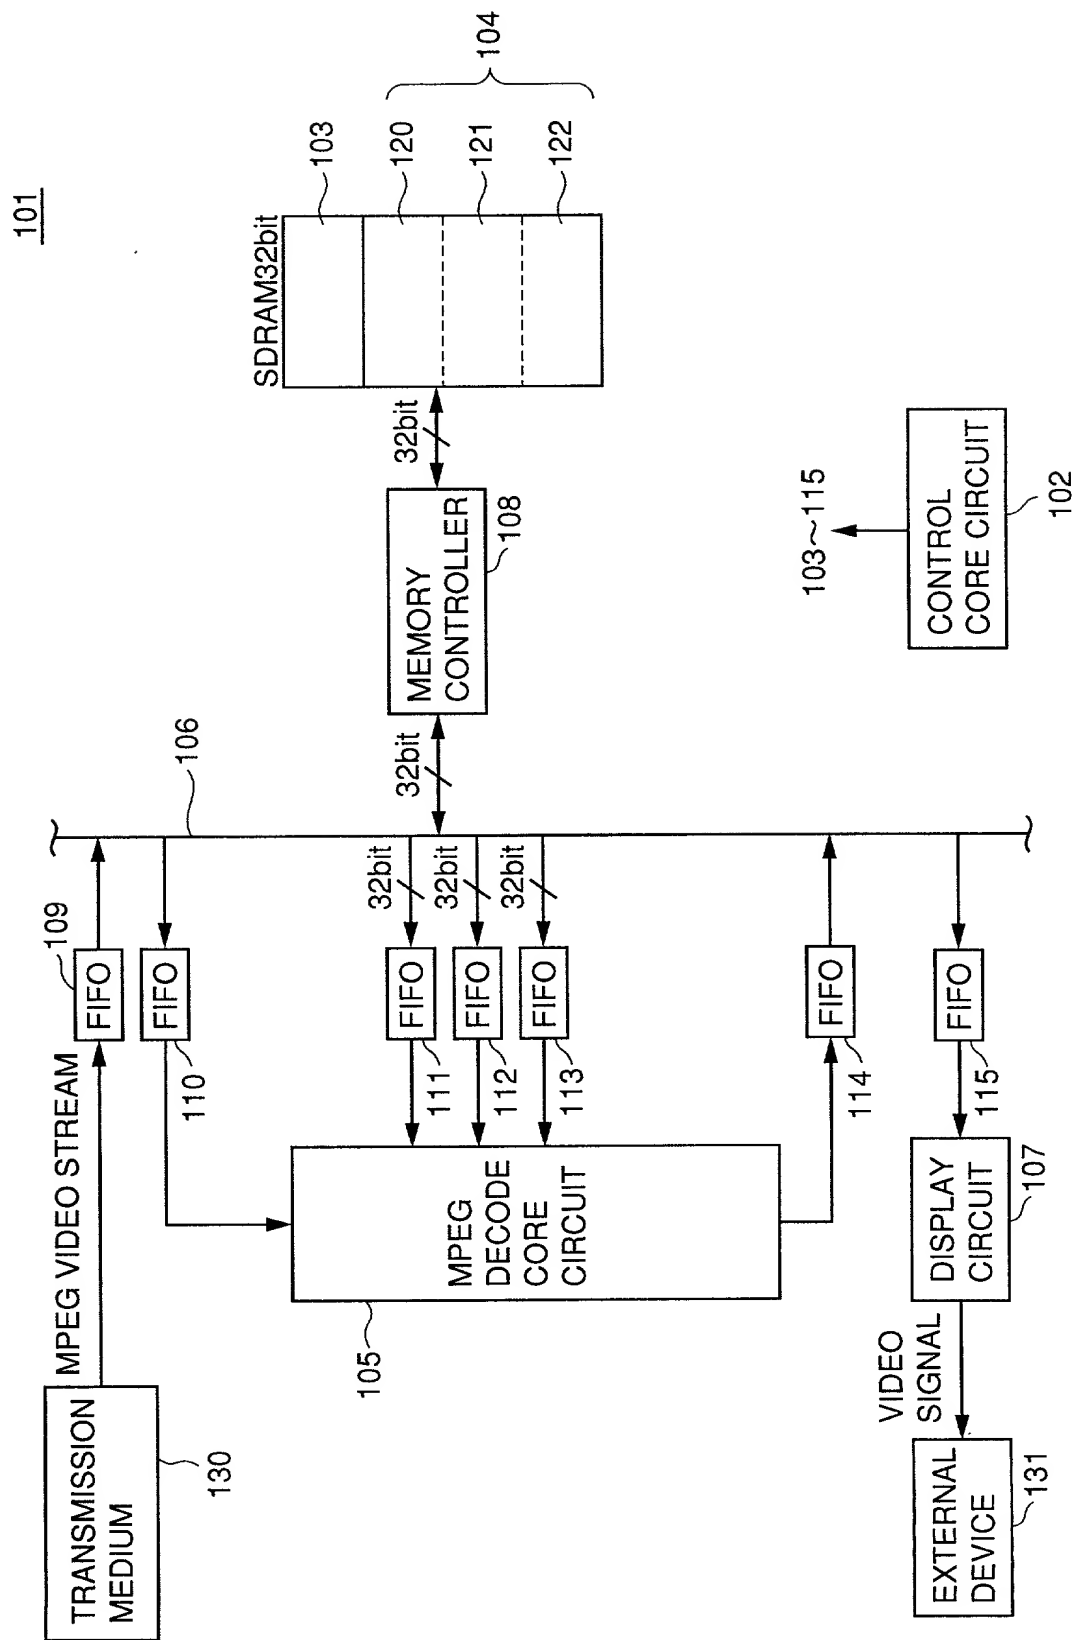 101
TRANSMISSION
MEDIUM
130
MPEG VIDEO STREAM
FIFO
109
FIFO
110
106
105
MPEG
DECODE
CORE
CIRCUIT
FIFO
111
32bit
FIFO
112
32bit
FIFO
113
32bit
32bit
MEMORY
CONTROLLER
108
32bit
SDRAM32bit
103
120
121
122
104
FIFO
114
EXTERNAL
DEVICE
131
VIDEO
SIGNAL
DISPLAY
CIRCUIT
107
FIFO
115
103~115
CONTROL
CORE CIRCUIT
102